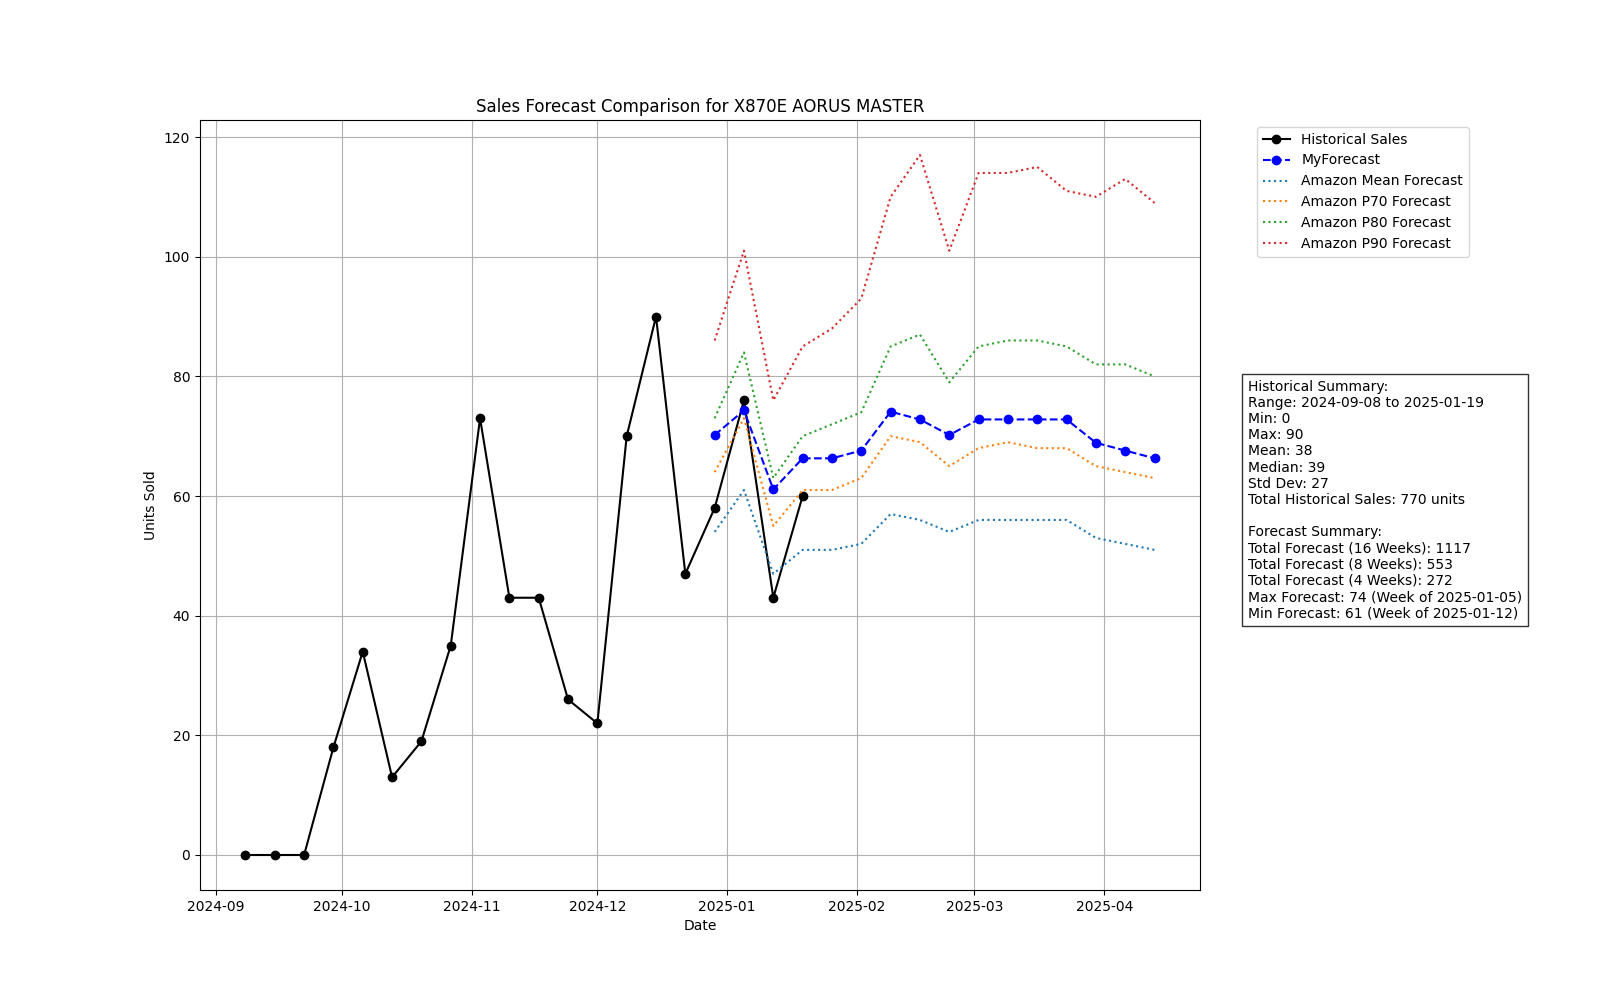 Sales Forecast Comparison for X870E AORUS MASTER
Units Sold
120
100
80
60
40
20
0
2024-09
2024-10
2024-11
2024-12
2025-01
2025-02
2025-03
2025-04
Date
Historical Sales
MyForecast
Amazon Mean Forecast
Amazon P70 Forecast
Amazon P80 Forecast
Amazon P90 Forecast
Historical Summary:
Range: 2024-09-08 to 2025-01-19
Min: 0
Max: 90
Mean: 38
Median: 39
Std Dev: 27
Total Historical Sales: 770 units
Forecast Summary:
Total Forecast (16 Weeks): 1117
Total Forecast (8 Weeks): 553
Total Forecast (4 Weeks): 272
Max Forecast: 74 (Week of 2025-01-05)
Min Forecast: 61 (Week of 2025-01-12)